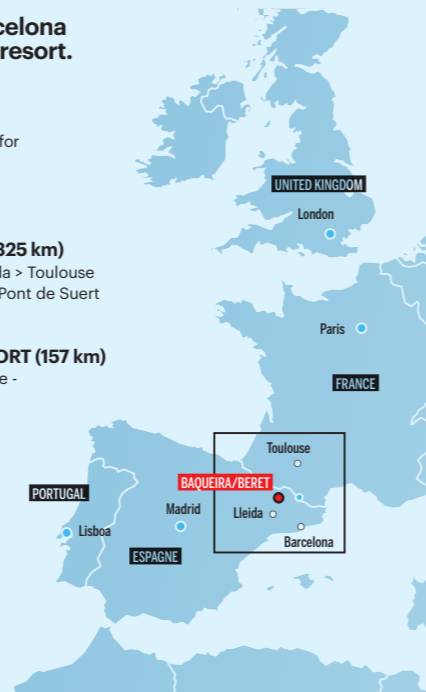 celona
resort.
for
325 km)
da > Toulouse
Pont de Suert
ORT (157 km)
e -
UNITED KINGDOM
London
Paris
FRANCE
Toulouse
BAQUEIRA/BERET
PORTUGAL
Madrid
Lleida
Lisboa
Barcelona
ESPAGNE